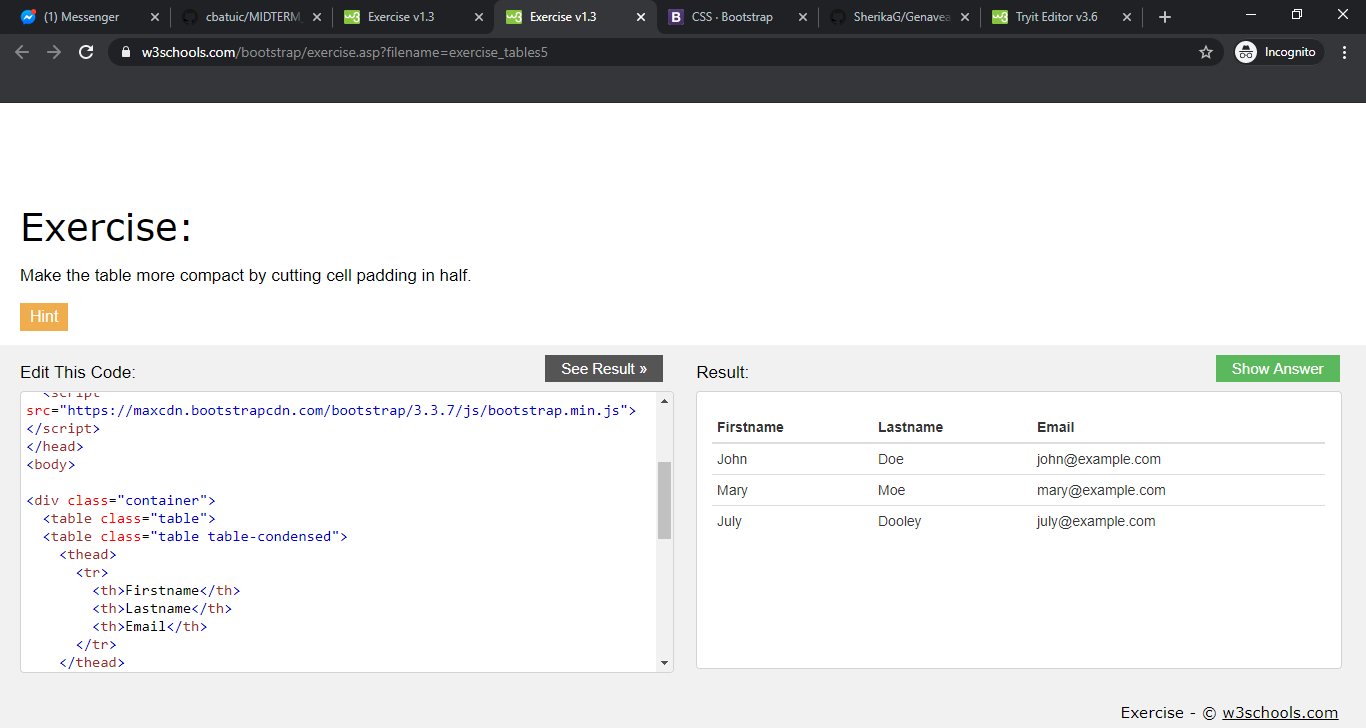 (1) Messenger
cbatuic/MIDTERM_
Exercise v1.3
Exercise v1.3
CSS · Bootstrap
SherikaG/Genavea
Tryit Editor v3.6
w3schools.com/bootstrap/exercise.asp?filename=exercise_tables5
Incognito
Exercise:
Make the table more compact by cutting cell padding in half.
Hint
Edit This Code:
See Result »
<script
src="https://maxcdn.bootstrapcdn.com/bootstrap/3.3.7/js/bootstrap.min.js">
</script>
</head>
<body>
<div class="container">
<table class="table">
<table class="table table-condensed">
<thead>
<tr>
<th>Firstname</th>
<th>Lastname</th>
<th>Email</th>
</tr>
</thead>
Result:
Show Answer
Firstname Lastname Email
John Doe john@example.com
Mary Moe mary@example.com
July Dooley july@example.com
Exercise - © w3schools.com